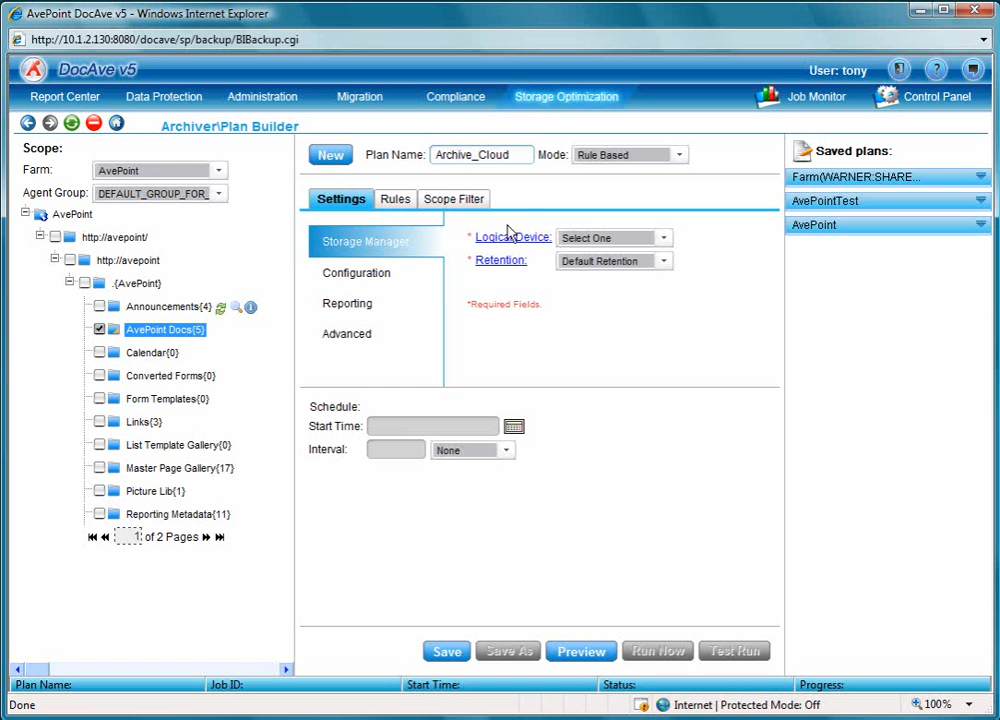 AvePoint DocAve v5 - Windows Internet Explorer
http://10.1.2.130:8080/docave/sp/backup/BIBackup.cgi
DocAve v5
User: tony
?
Report Center
Data Protection
Administration
Migration
Compliance
Storage Optimization
Job Monitor
Control Panel
Archiver\Plan Builder
Scope:
Farm:
AvePoint
Agent Group:
DEFAULT_GROUP_FOR_
AvePoint
http://avepoint/
http://avepoint
.{AvePoint}
Announcements{4}
AvePoint Docs{5}
Calendar{0}
Converted Forms{0}
Form Templates{0}
Links{3}
List Template Gallery{0}
Master Page Gallery{17}
Picture Lib{1}
Reporting Metadata{11}
1 of 2 Pages
New
Plan Name:
Archive_Cloud
Mode:
Rule Based
Settings
Rules
Scope Filter
Storage Manager
Configuration
Reporting
Advanced
* Logical Device:
Select One
* Retention:
Default Retention
*Required Fields.
Schedule:
Start Time:
Interval:
None
Save
Save As
Preview
Run Now
Test Run
Saved plans:
Farm(WARNER:SHARE...
AvePointTest
AvePoint
Plan Name:
Job ID:
Start Time:
Status:
Progress:
Done
Internet | Protected Mode: Off
100%